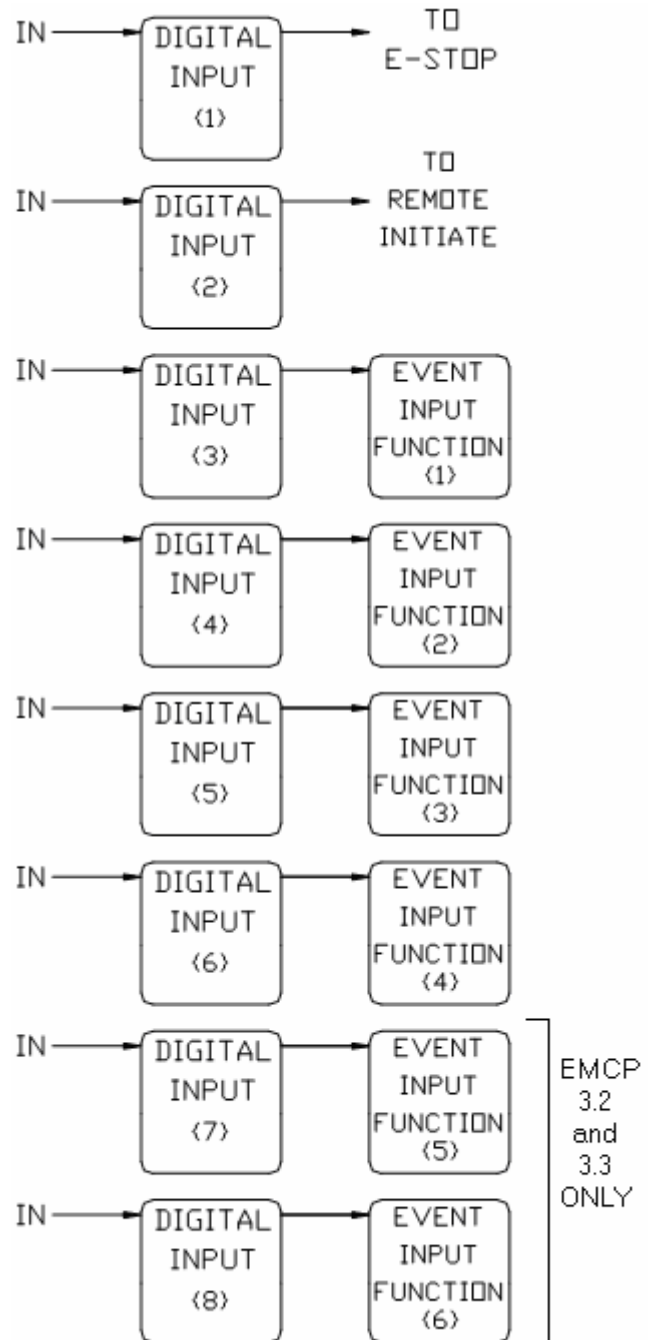 IN
DIGITAL
INPUT
(1)
TO
E-STOP
IN
DIGITAL
INPUT
(2)
TO
REMOTE
INITIATE
IN
DIGITAL
INPUT
(3)
EVENT
INPUT
FUNCTION
(1)
IN
DIGITAL
INPUT
(4)
EVENT
INPUT
FUNCTION
(2)
IN
DIGITAL
INPUT
(5)
EVENT
INPUT
FUNCTION
(3)
IN
DIGITAL
INPUT
(6)
EVENT
INPUT
FUNCTION
(4)
IN
DIGITAL
INPUT
(7)
EVENT
INPUT
FUNCTION
(5)
EMCP
3.2
and
3.3
ONLY
IN
DIGITAL
INPUT
(8)
EVENT
INPUT
FUNCTION
(6)